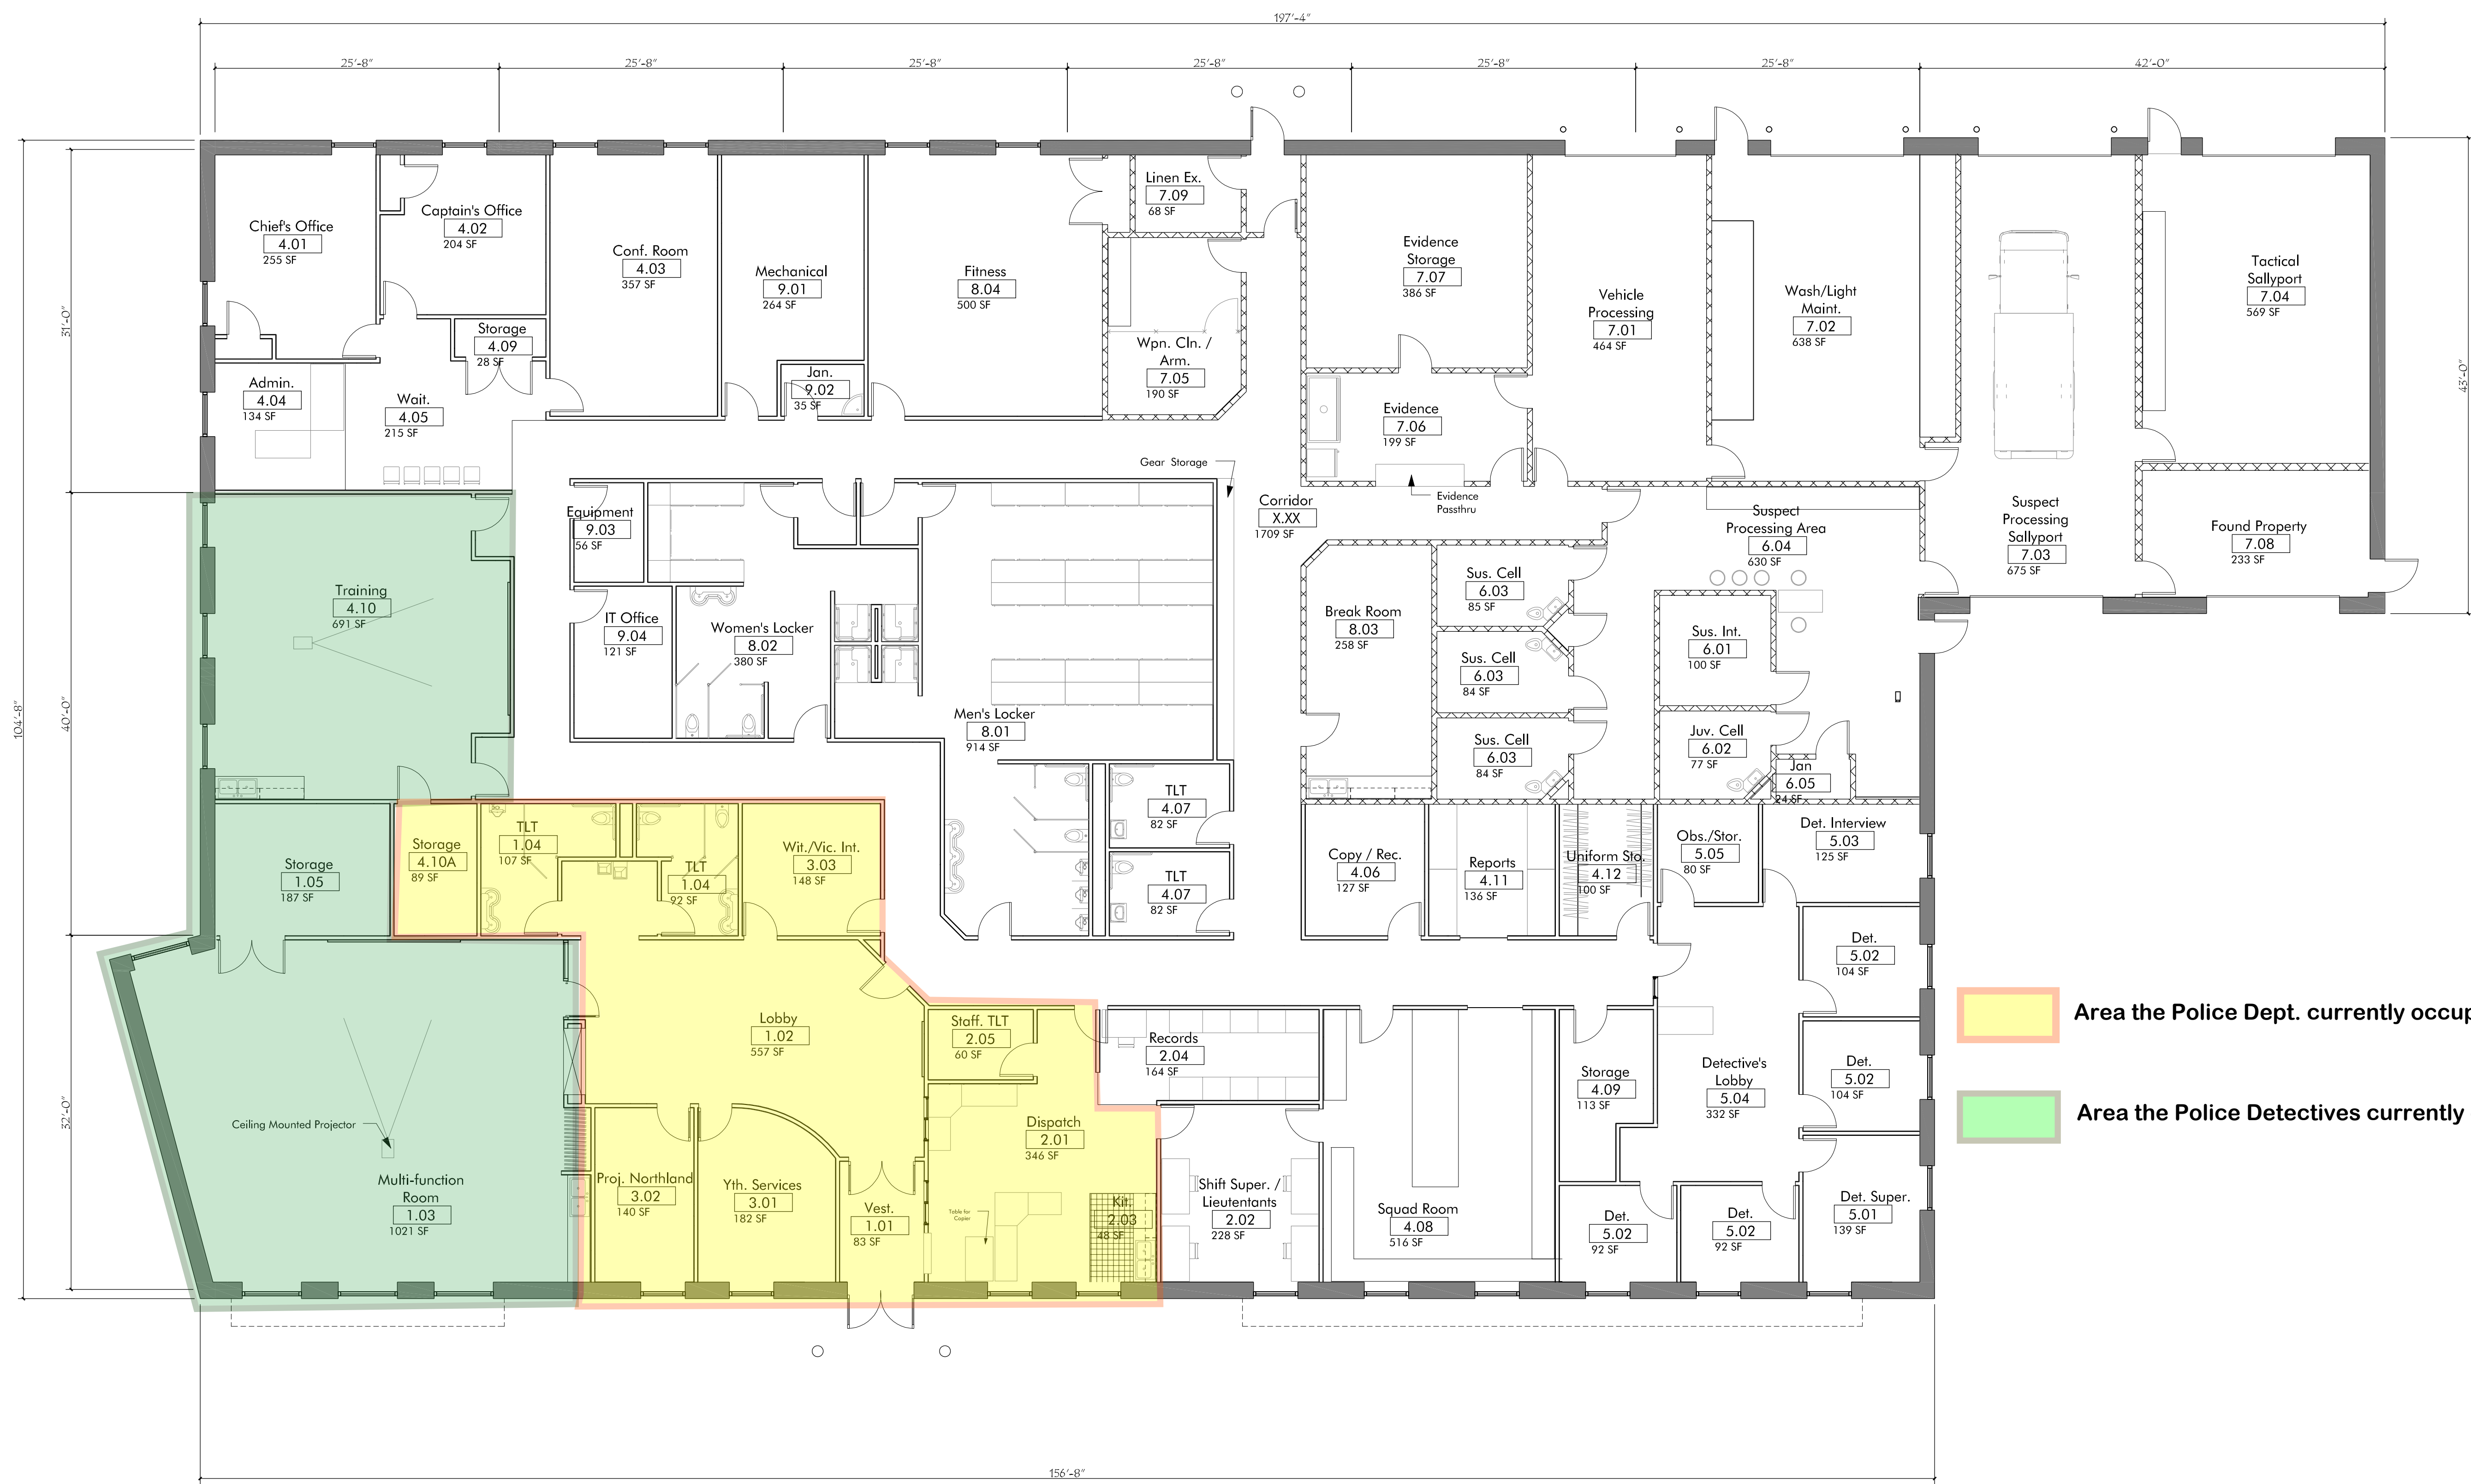 197'-4"
25'-8"
25'-8"
25'-8"
25'-8"
25'-8"
25'-8"
42'-0"
104'-8"
31'-0"
40'-0"
32'-0"
43'-0"
156'-8"
Chief's Office
4.01
255 SF
Captain's Office
4.02
204 SF
Storage
4.09
28 SF
Conf. Room
4.03
357 SF
Mechanical
9.01
264 SF
Jan.
9.02
35 SF
Fitness
8.04
500 SF
Linen Ex.
7.09
68 SF
Wpn. Cln. /
Arm.
7.05
190 SF
Evidence
Storage
7.07
386 SF
Evidence
7.06
199 SF
Vehicle
Processing
7.01
464 SF
Wash/Light
Maint.
7.02
638 SF
Tactical
Sallyport
7.04
569 SF
Admin.
4.04
134 SF
Wait.
4.05
215 SF
Gear Storage
Evidence
Passthru
Corridor
X.XX
1709 SF
Suspect
Processing Area
6.04
630 SF
Suspect
Processing
Sallyport
7.03
675 SF
Found Property
7.08
233 SF
Training
4.10
691 SF
Equipment
9.03
56 SF
IT Office
9.04
121 SF
Women's Locker
8.02
380 SF
Men's Locker
8.01
914 SF
Break Room
8.03
258 SF
Sus. Cell
6.03
85 SF
Sus. Cell
6.03
84 SF
Sus. Cell
6.03
84 SF
Sus. Int.
6.01
100 SF
Juv. Cell
6.02
77 SF
Jan
6.05
24 SF
TLT
4.07
82 SF
TLT
4.07
82 SF
Storage
1.05
187 SF
Storage
4.10A
89 SF
TLT
1.04
107 SF
TLT
1.04
92 SF
Wit./Vic. Int.
3.03
148 SF
Copy / Rec.
4.06
127 SF
Reports
4.11
136 SF
Uniform Sto.
4.12
100 SF
Obs./Stor.
5.05
80 SF
Det. Interview
5.03
125 SF
Det.
5.02
104 SF
Det.
5.02
104 SF
Lobby
1.02
557 SF
Staff. TLT
2.05
60 SF
Records
2.04
164 SF
Dispatch
2.01
346 SF
Table for
Copier
Kit.
2.03
48 SF
Shift Super. /
Lieutentants
2.02
228 SF
Squad Room
4.08
516 SF
Storage
4.09
113 SF
Detective's
Lobby
5.04
332 SF
Det.
5.02
92 SF
Det.
5.02
92 SF
Det. Super.
5.01
139 SF
Ceiling Mounted Projector
Multi-function
Room
1.03
1021 SF
Proj. Northland
3.02
140 SF
Yth. Services
3.01
182 SF
Vest.
1.01
83 SF
Area the Police Dept. currently occup
Area the Police Detectives currently